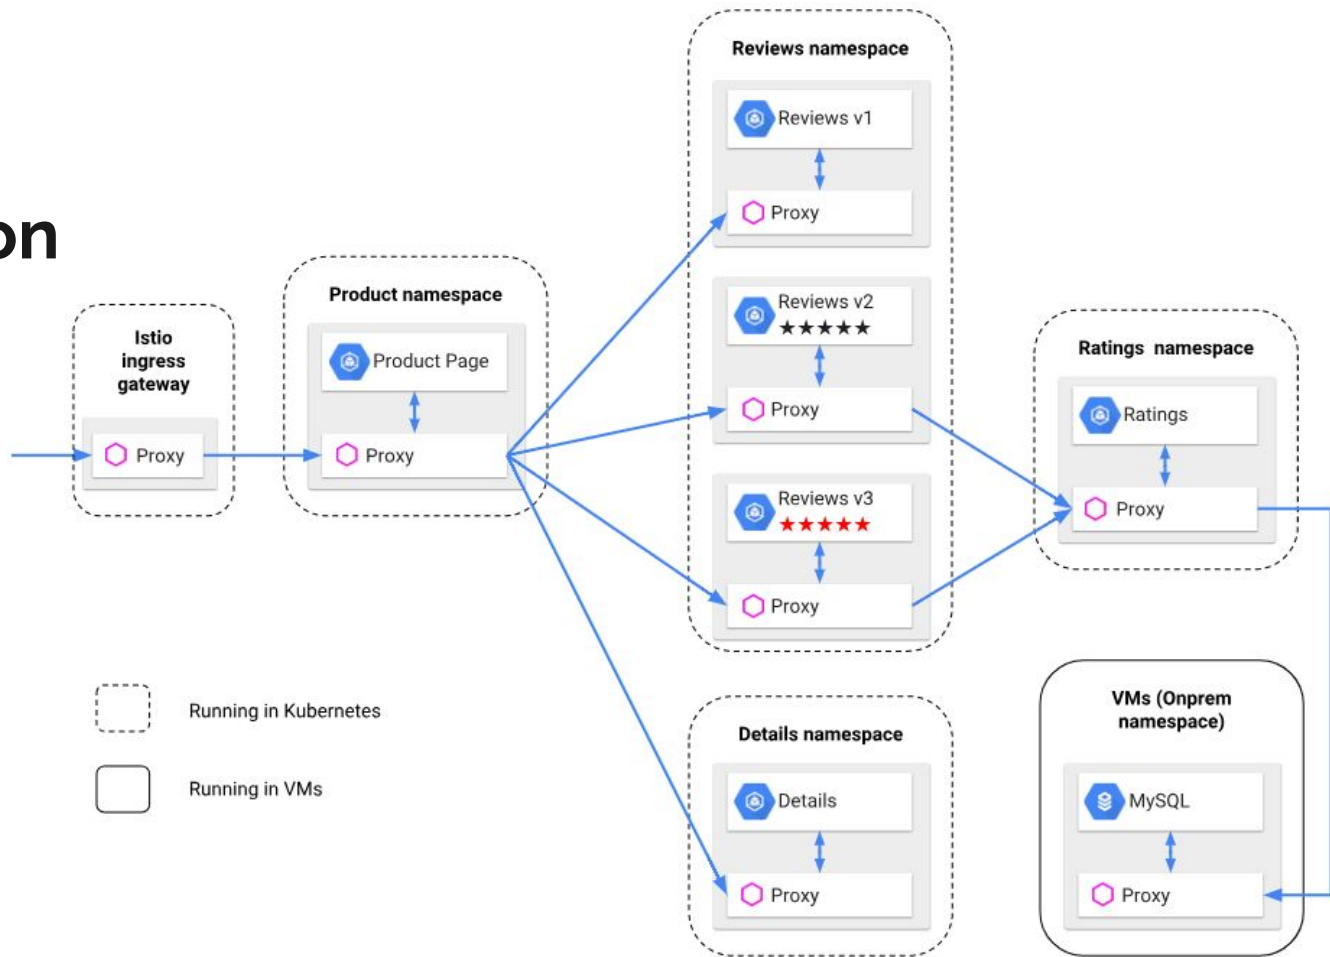 on
Istio
ingress
gateway
Proxy
Product namespace
Product Page
Proxy
Reviews namespace
Reviews v1
Proxy
Reviews v2
★★★★★
Proxy
Reviews v3
★★★★★
Proxy
Ratings namespace
Ratings
Proxy
Details namespace
Details
Proxy
VMs (Onprem
namespace)
MySQL
Proxy
Running in Kubernetes
Running in VMs